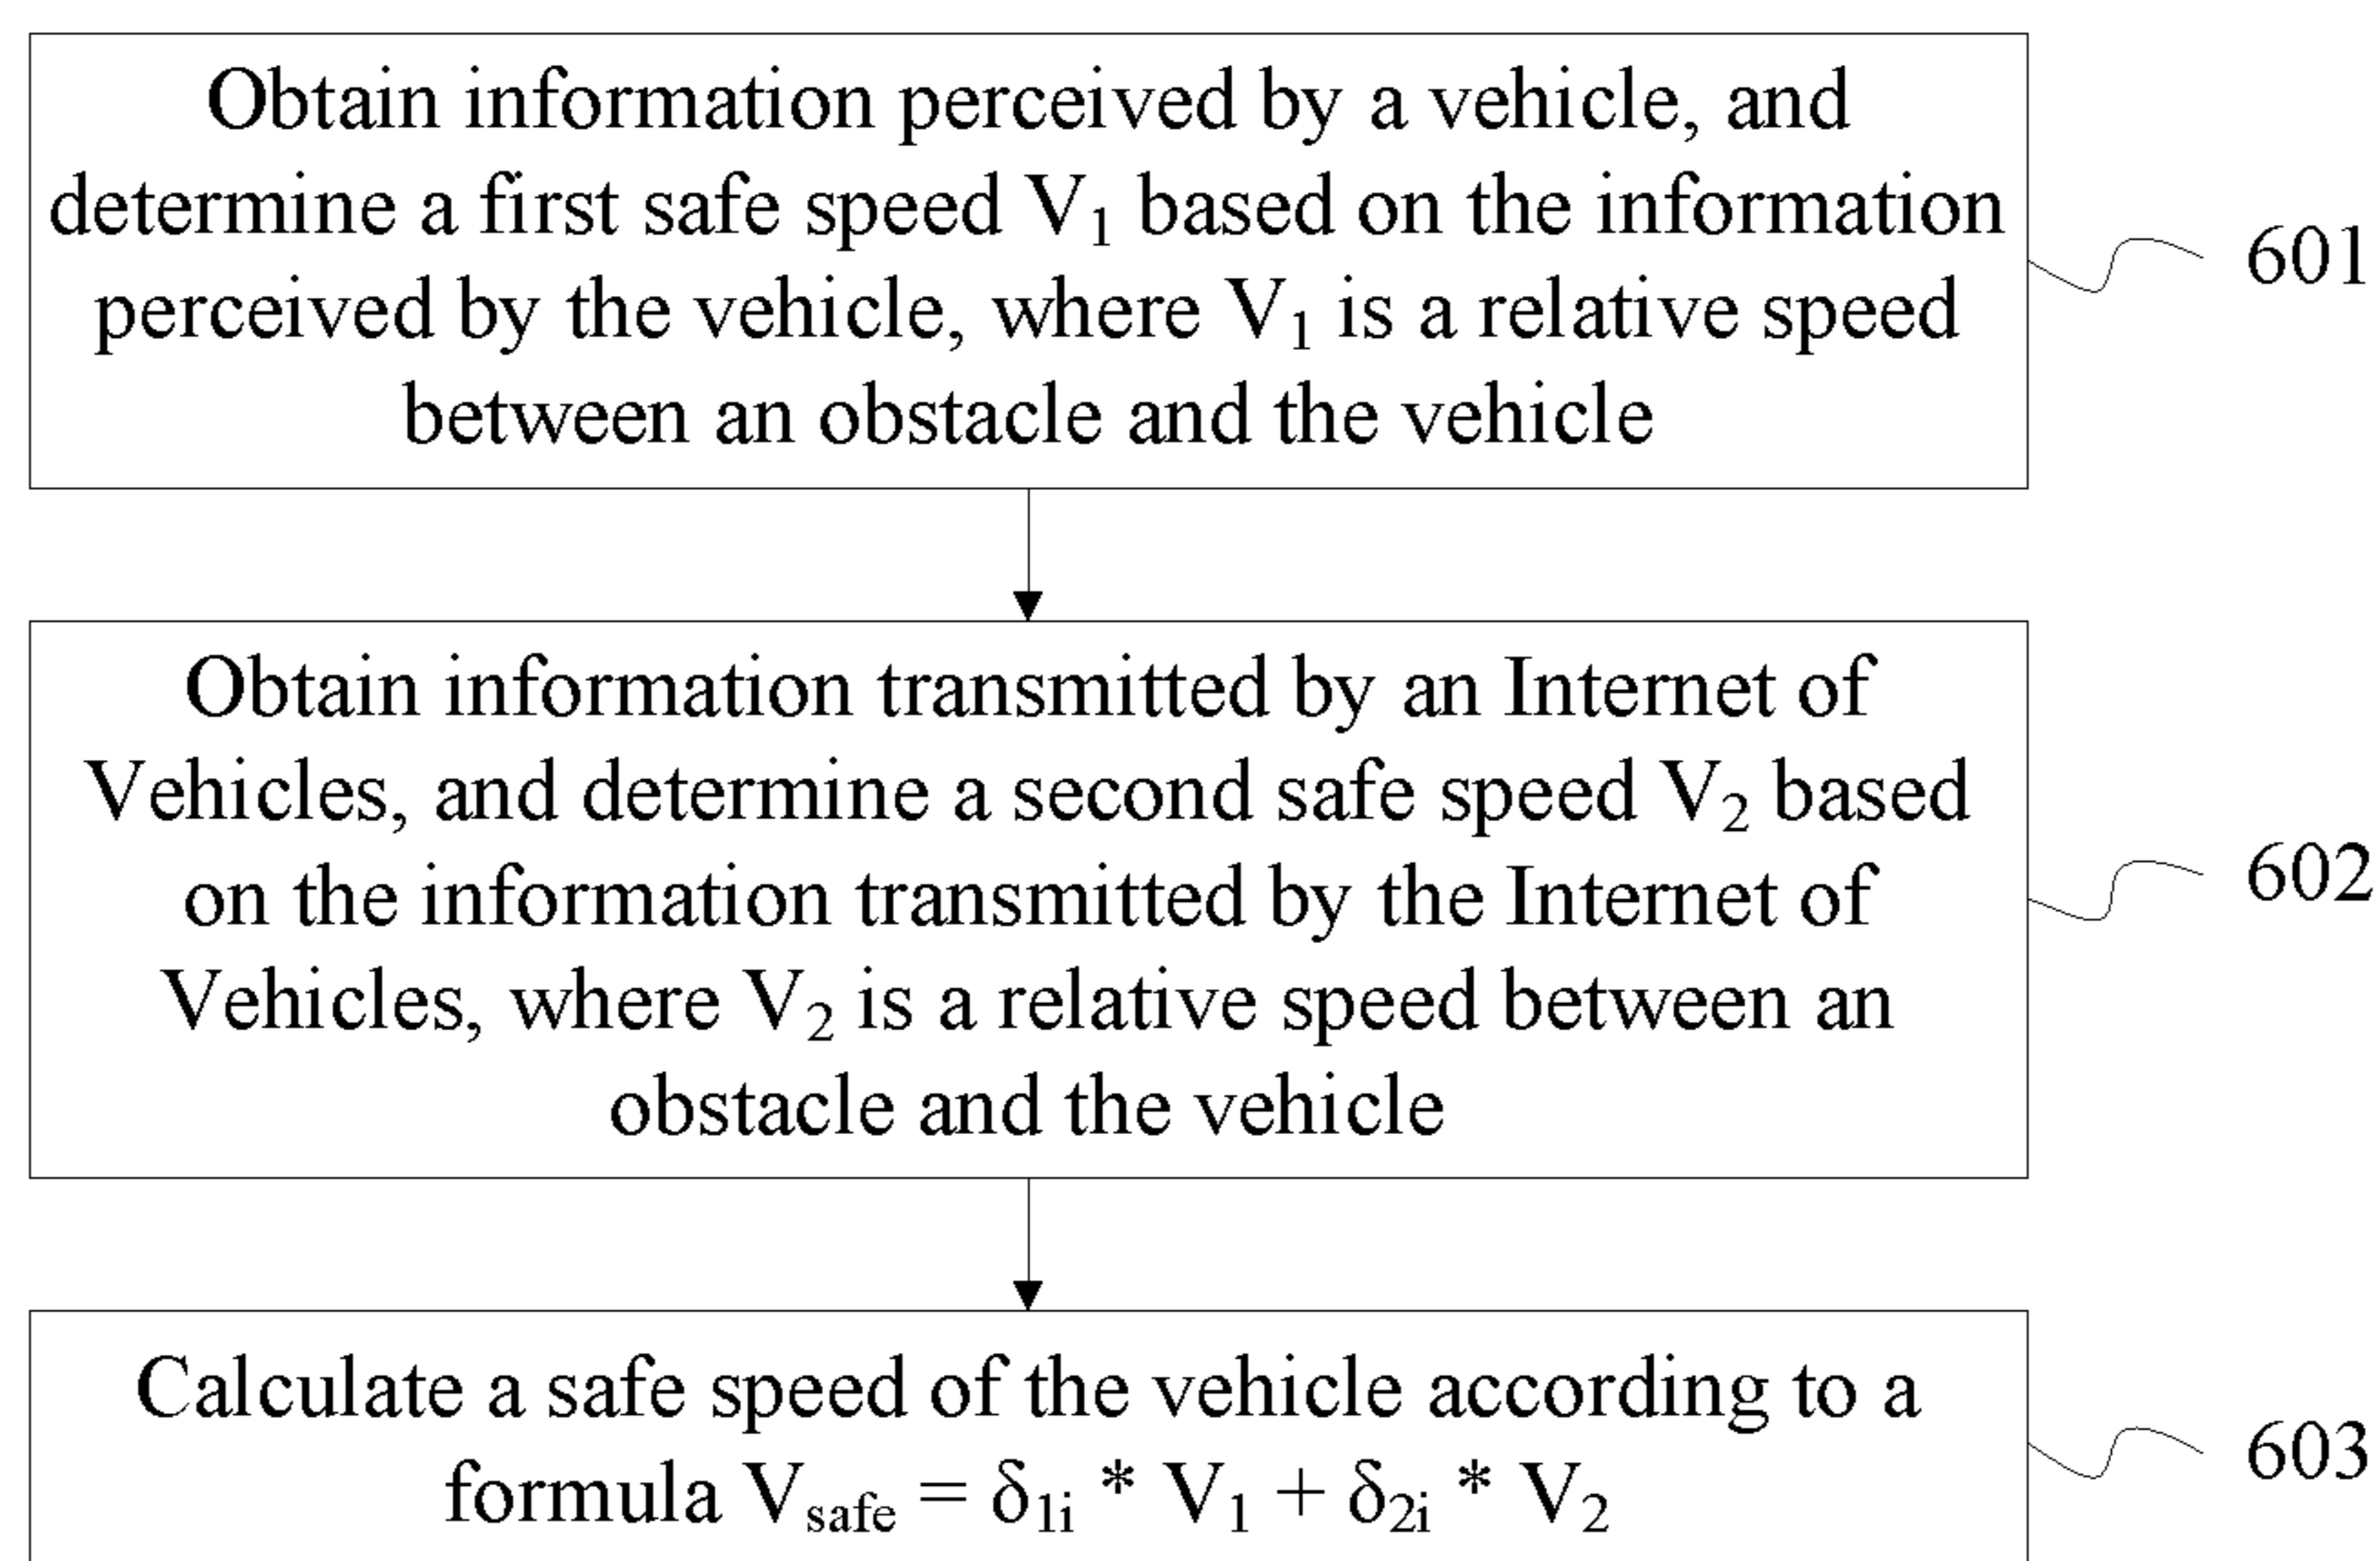 Obtain information perceived by a vehicle, and
determine a first safe speed V₁ based on the information
perceived by the vehicle, where V₁ is a relative speed
between an obstacle and the vehicle
601
Obtain information transmitted by an Internet of
Vehicles, and determine a second safe speed V₂ based
on the information transmitted by the Internet of
Vehicles, where V₂ is a relative speed between an
obstacle and the vehicle
602
Calculate a safe speed of the vehicle according to a
formula Vsafe = δ1i * V₁ + δ2i * V₂
603